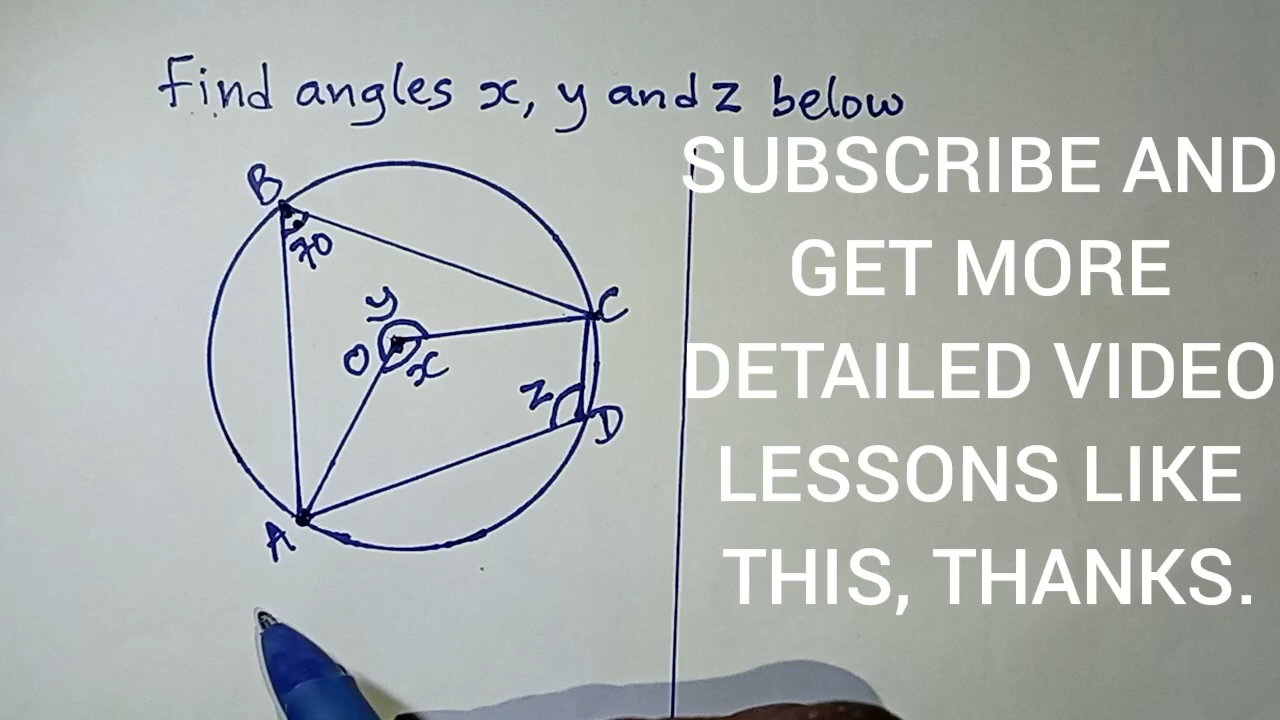 Find angles x, y and z below
SUBSCRIBE AND
GET MORE
DETAILED VIDEO
LESSONS LIKE
THIS, THANKS.
B
70
y
C
O
x
z
D
A